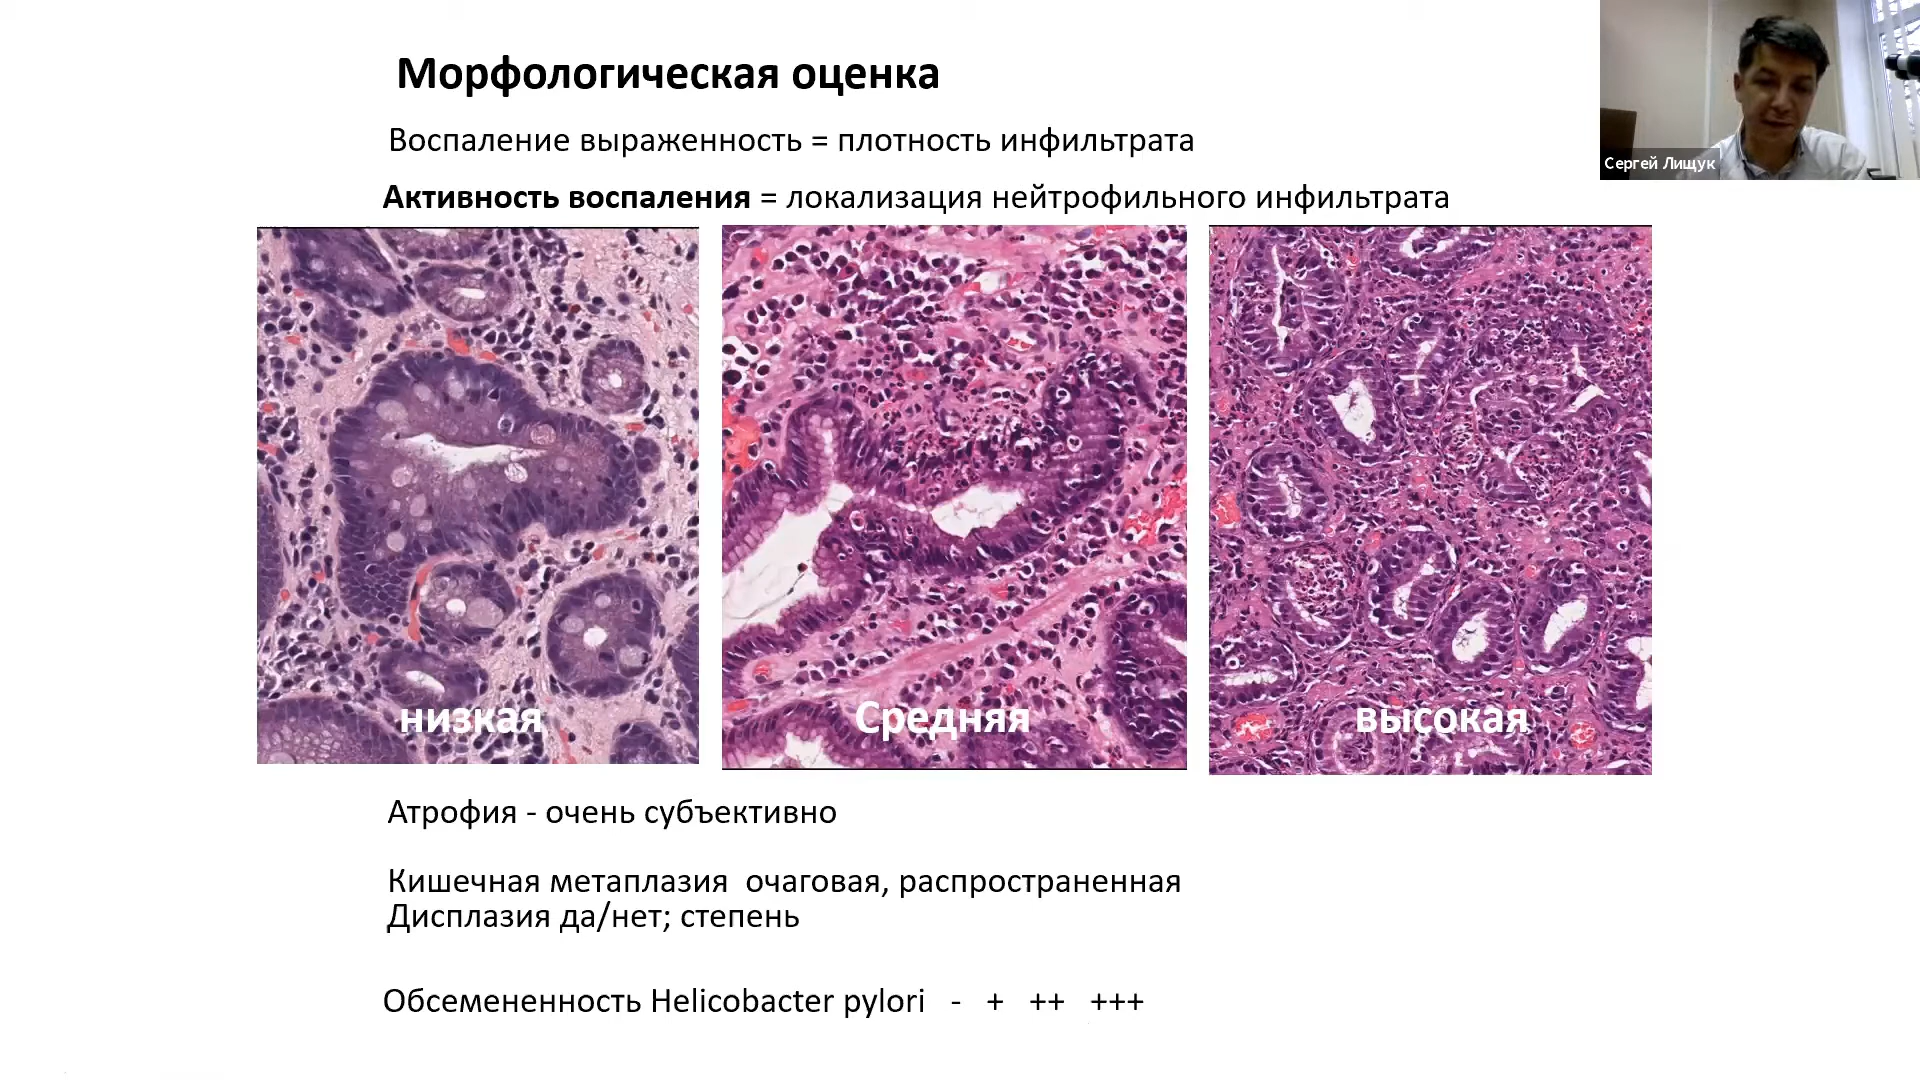 Морфологическая оценка
Воспаление выраженность = плотность инфильтрата
Сергей Лищук
Активность воспаления = локализация нейтрофильного инфильтрата
низкая
Средняя
высокая
Атрофия - очень субъективно
Кишечная метаплазия очаговая, распространенная
Дисплазия да/нет; степень
Обсемененность Helicobacter pylori - + ++ +++